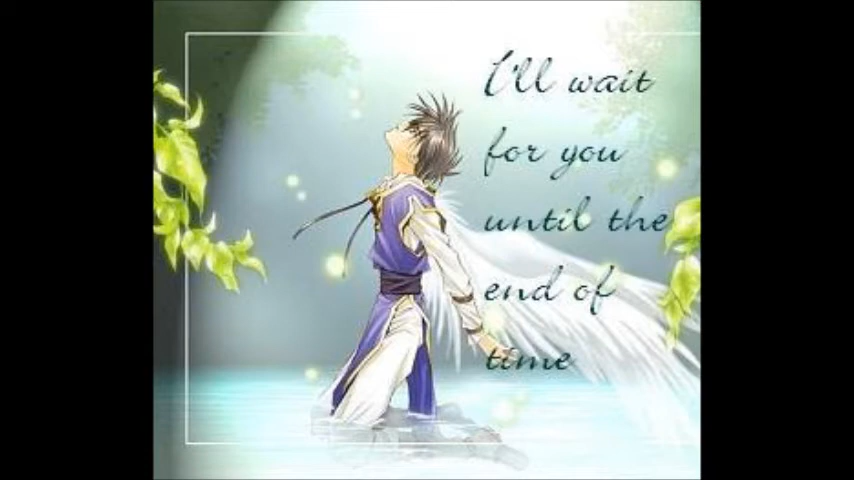 I'll wait
for you
until the
end of
time